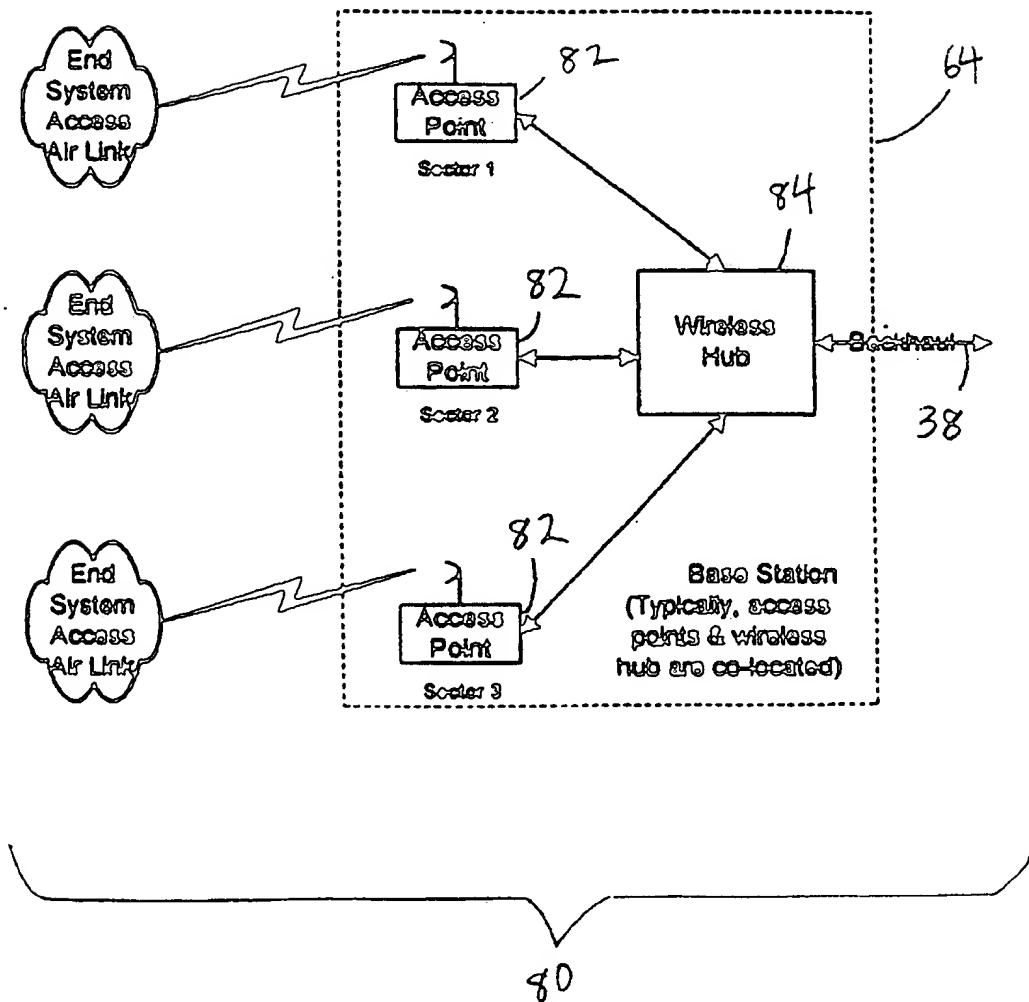 End
System
Access
Air Link
Access
Point
Sector 1
82
64
84
End
System
Access
Air Link
82
Access
Point
Sector 2
Wireless
Hub
Backhaul
38
End
System
Access
Air Link
82
Access
Point
Sector 3
Base Station
(Typically, access
points & wireless
hub are co-located)
80